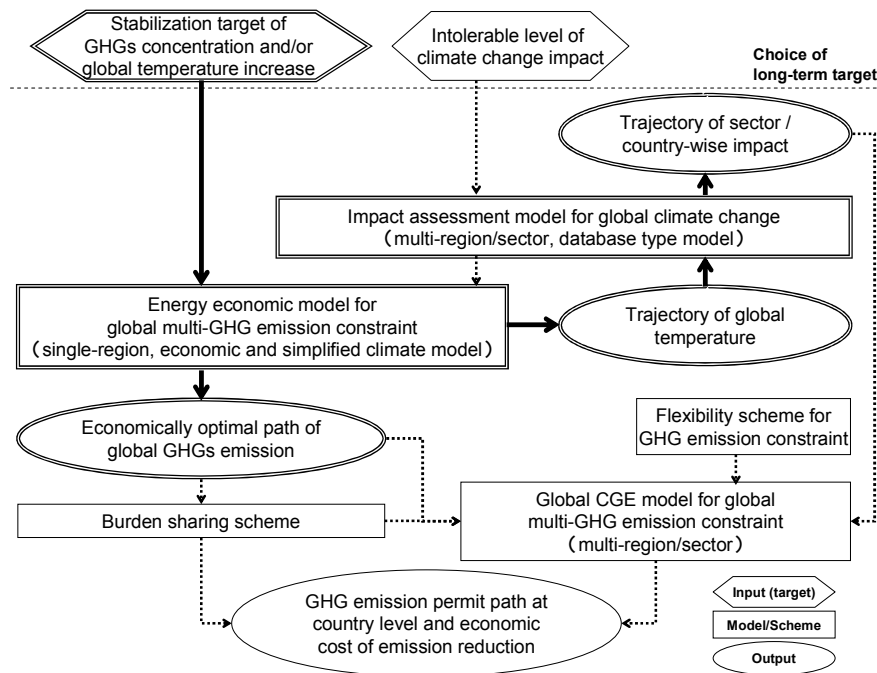 Stabilization target of
GHGs concentration and/or
global temperature increase
Intolerable level of
climate change impact
Choice of
long-term target
Trajectory of sector /
country-wise impact
Impact assessment model for global climate change
(multi-region/sector, database type model)
Energy economic model for
global multi-GHG emission constraint
(single-region, economic and simplified climate model)
Trajectory of global
temperature
Economically optimal path of
global GHGs emission
Flexibility scheme for
GHG emission constraint
Burden sharing scheme
Global CGE model for global
multi-GHG emission constraint
(multi-region/sector)
GHG emission permit path at
country level and economic
cost of emission reduction
Input (target)
Model/Scheme
Output